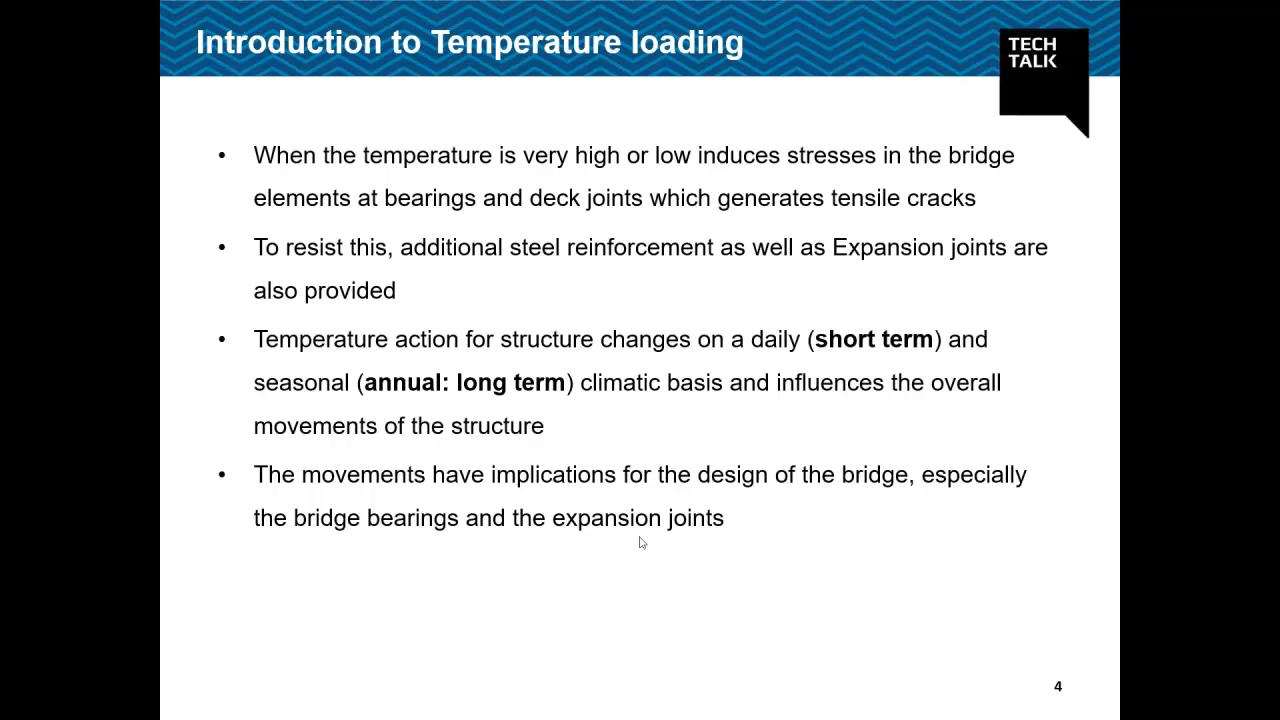 Introduction to Temperature loading
TECH
TALK
• When the temperature is very high or low induces stresses in the bridge
elements at bearings and deck joints which generates tensile cracks
• To resist this, additional steel reinforcement as well as Expansion joints are
also provided
• Temperature action for structure changes on a daily (short term) and
seasonal (annual: long term) climatic basis and influences the overall
movements of the structure
• The movements have implications for the design of the bridge, especially
the bridge bearings and the expansion joints
4